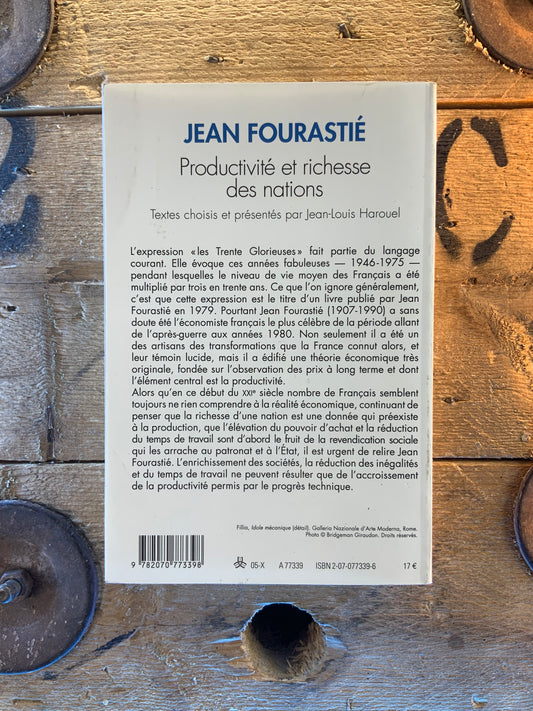 JEAN FOURASTIÉ
Productivité et richesse
des nations
Textes choisis et présentés par Jean-Louis Harouel
L'expression «les Trente Glorieuses» fait partie du langage
courant. Elle évoque ces années fabuleuses — 1946-1975 —
pendant lesquelles le niveau de vie moyen des Français a été
multiplié par trois en trente ans. Ce que l'on ignore généralement,
c'est que cette expression est le titre d'un livre publié par Jean
Fourastié en 1979. Pourtant Jean Fourastié (1907-1990) a sans
doute été l'économiste français le plus célèbre de la période allant
de l'après-guerre aux années 1980. Non seulement il a été un
des artisans des transformations que la France connut alors, et
leur témoin lucide, mais il a édifié une théorie économique très
originale, fondée sur l'observation des prix à long terme et dont
l'élément central est la productivité.
Alors qu'en ce début du XXIe siècle nombre de Français semblent
toujours ne rien comprendre à la réalité économique, continuant de
penser que la richesse d'une nation est une donnée qui préexiste
à la production, que l'élévation du pouvoir d'achat et la réduction
du temps de travail sont d'abord le fruit de la revendication sociale
qui les arrache au patronat et à l'État, il est urgent de relire Jean
Fourastié. L'enrichissement des sociétés, la réduction des inégalités
et du temps de travail ne peuvent résulter que de l'accroissement
de la productivité permis par le progrès technique.
Fillia, Idole mécanique (détail). Galleria Nazionale d'Arte Moderna, Rome.
Photo © Bridgeman Giraudon. Droits réservés.
9 782070 773398
05-X A 77339 ISBN 2-07-077339-6 17 €